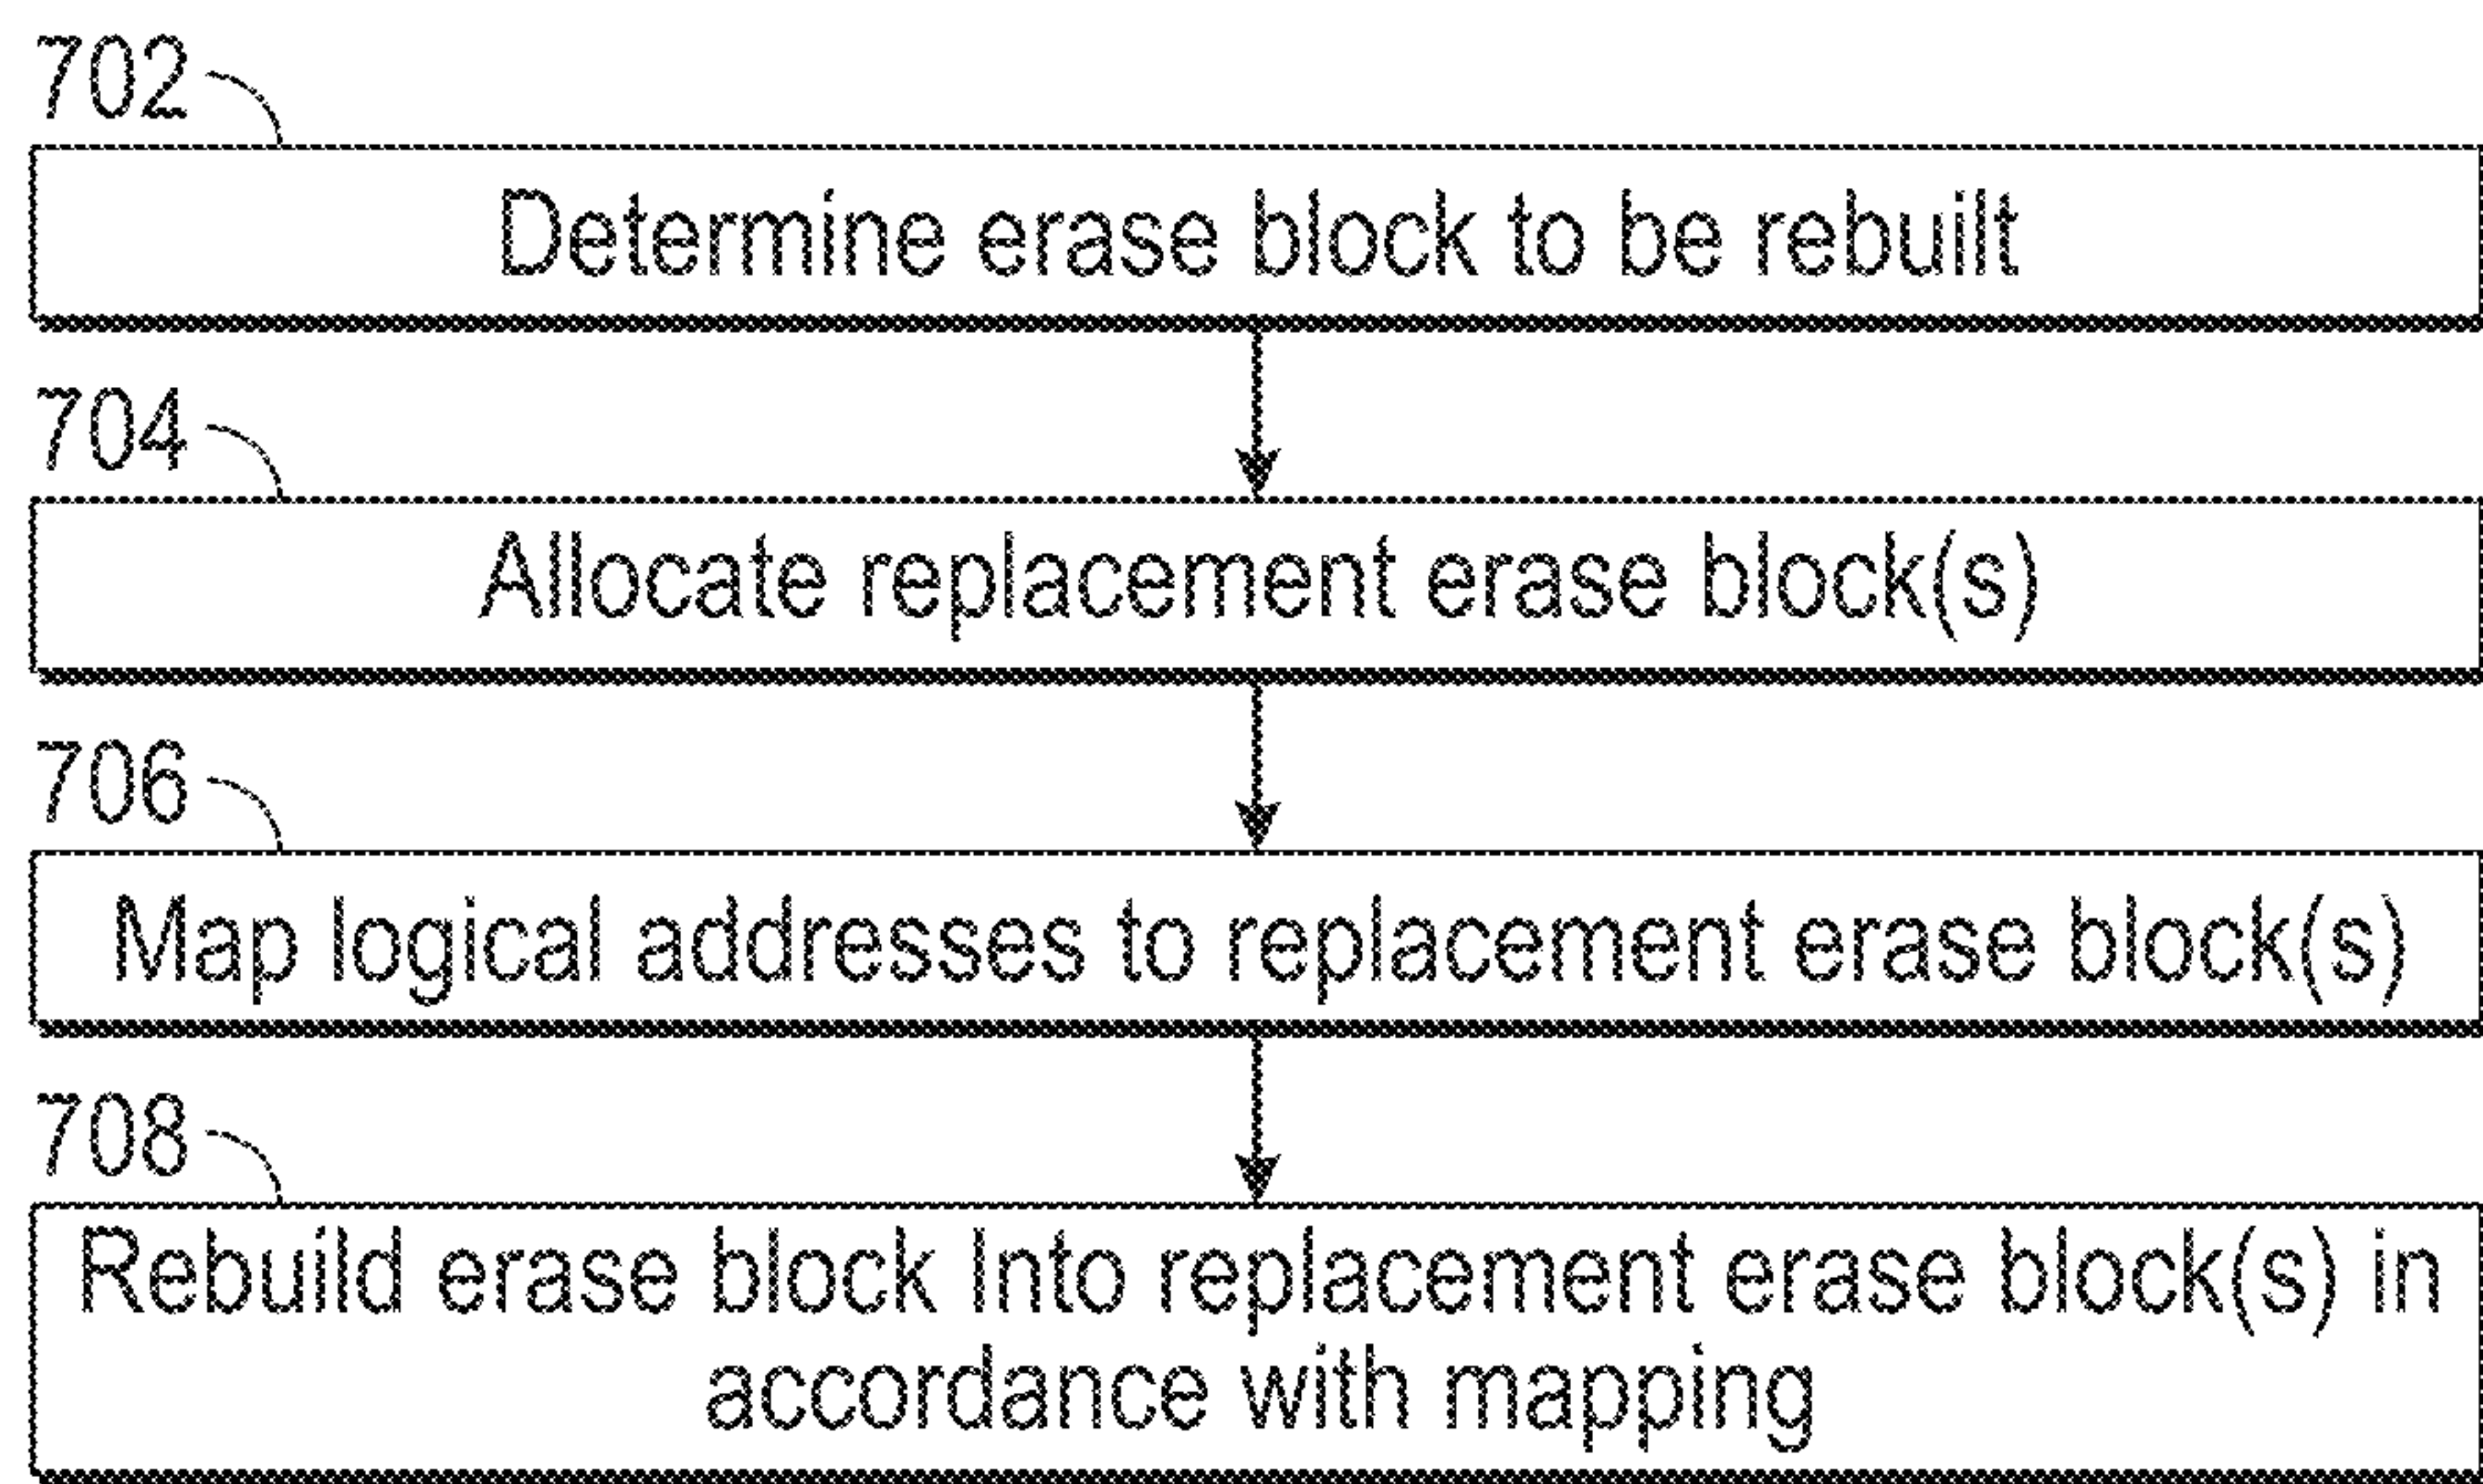 702
Determine erase block to be rebuilt
704
Allocate replacement erase block(s)
706
Map logical addresses to replacement erase block(s)
708
Rebuild erase block Into replacement erase block(s) in
accordance with mapping